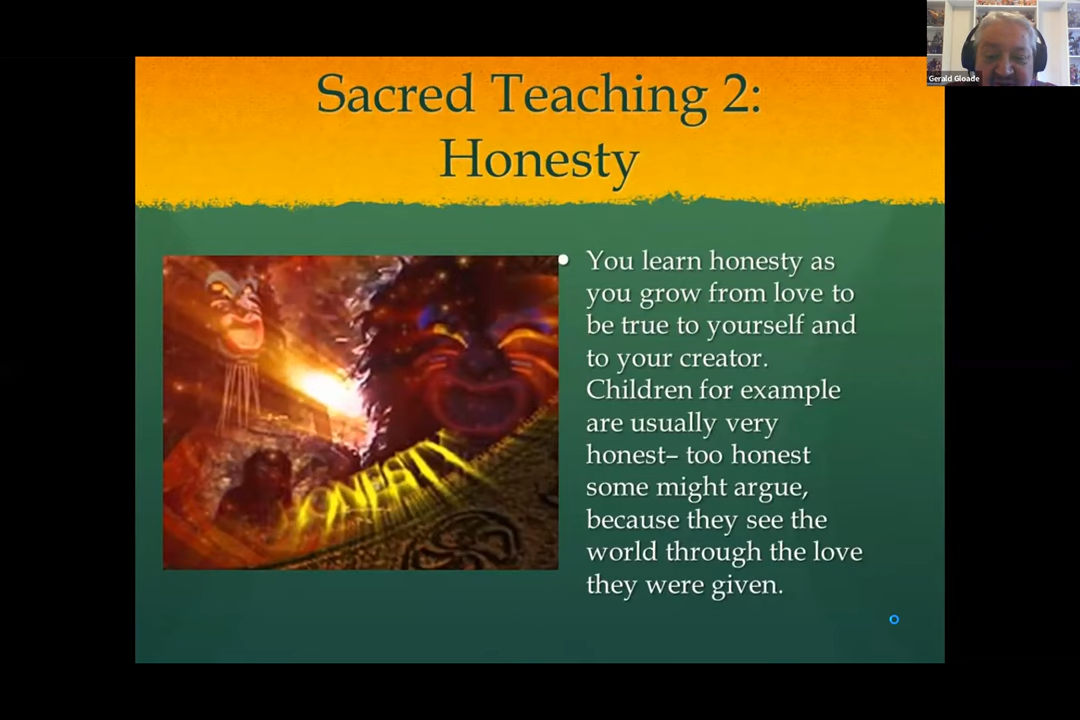 Gerald Gloade
Sacred Teaching 2:
Honesty
You learn honesty as
you grow from love to
be true to yourself and
to your creator.
Children for example
are usually very
honest– too honest
some might argue,
because they see the
world through the love
they were given.
HONESTY